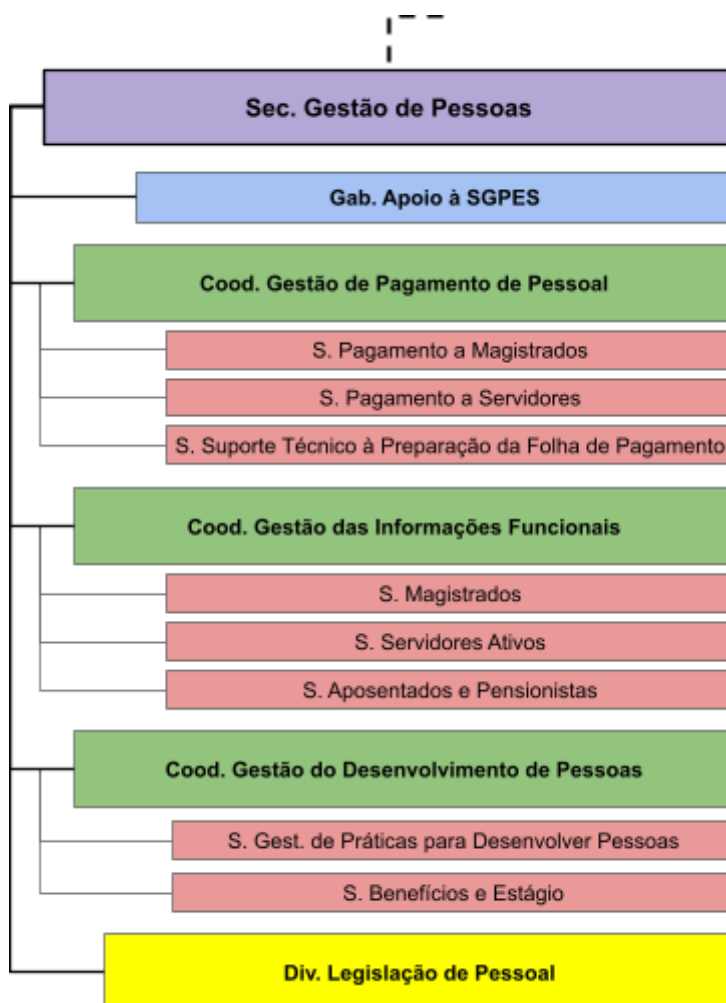 Sec. Gestão de Pessoas
Gab. Apoio à SGPES
Cood. Gestão de Pagamento de Pessoal
S. Pagamento a Magistrados
S. Pagamento a Servidores
S. Suporte Técnico à Preparação da Folha de Pagamento
Cood. Gestão das Informações Funcionais
S. Magistrados
S. Servidores Ativos
S. Aposentados e Pensionistas
Cood. Gestão do Desenvolvimento de Pessoas
S. Gest. de Práticas para Desenvolver Pessoas
S. Benefícios e Estágio
Div. Legislação de Pessoal